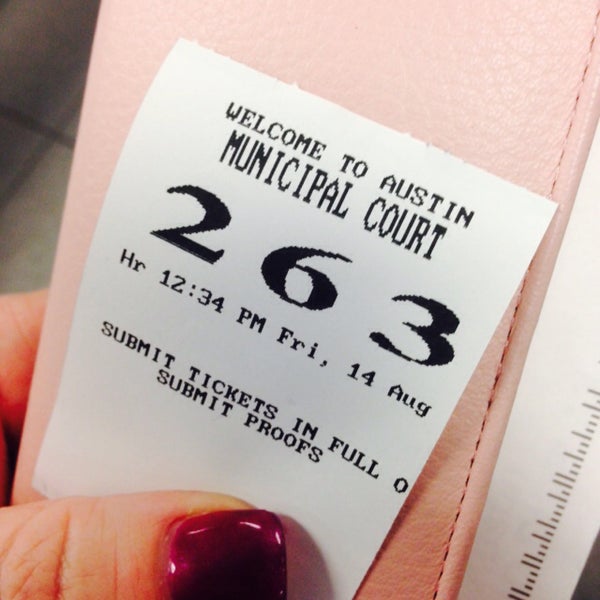 WELCOME TO AUSTIN
MUNICIPAL COURT
263
Hr 12:34 PM Fri, 14 Aug
SUBMIT TICKETS IN FULL O
SUBMIT PROOFS